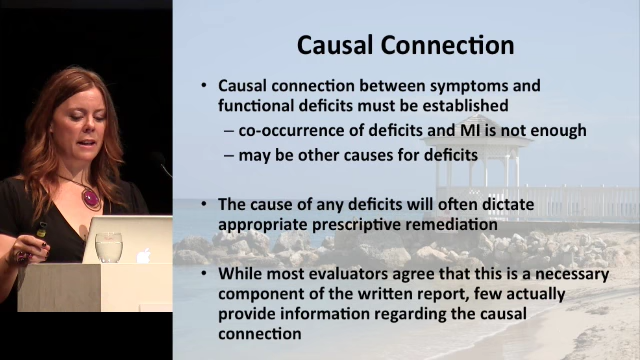 Causal Connection
• Causal connection between symptoms and
functional deficits must be established
– co-occurrence of deficits and MI is not enough
– may be other causes for deficits
• The cause of any deficits will often dictate
appropriate prescriptive remediation
• While most evaluators agree that this is a necessary
component of the written report, few actually
provide information regarding the causal
connection